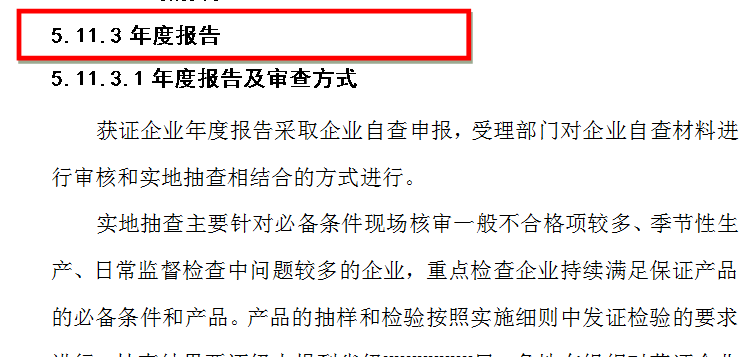 5.11.3 年度报告
5.11.3.1 年度报告及审查方式
获证企业年度报告采取企业自查申报，受理部门对企业自查材料进
行审核和实地抽查相结合的方式进行。
实地抽查主要针对必备条件现场核审一般不合格项较多、季节性生
产、日常监督检查中问题较多的企业，重点检查企业持续满足保证产品
的必备条件和产品。产品的抽样和检验按照实施细则中发证检验的要求